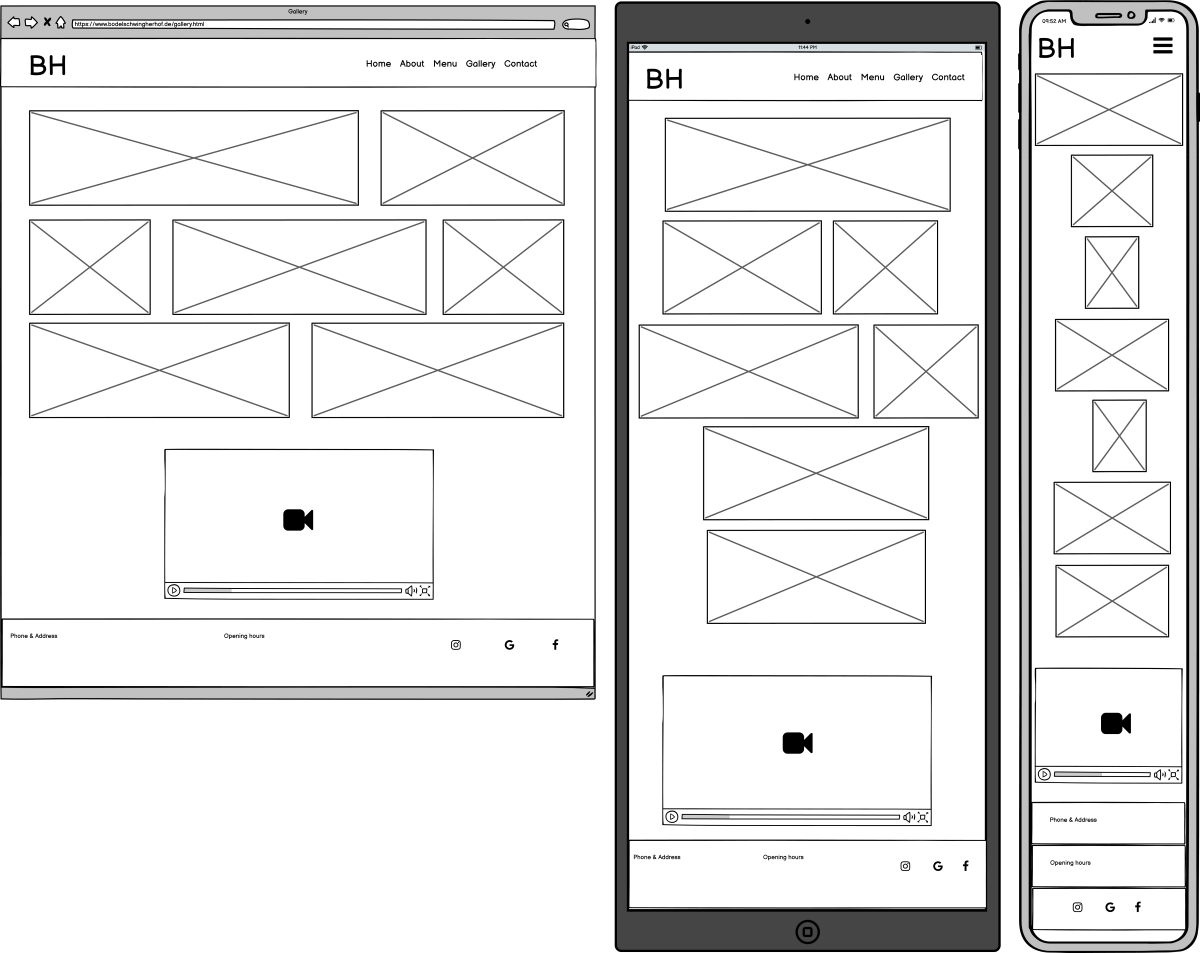 Gallery
https://www.bodelschwingherhof.de/gallery.html
BH
Home About Menu Gallery Contact
Phone & Address
Opening hours
G
f
iPad
11:44 PM
BH
Home About Menu Gallery Contact
Phone & Address
Opening hours
G
f
09:52 AM
BH
Phone & Address
Opening hours
G
f